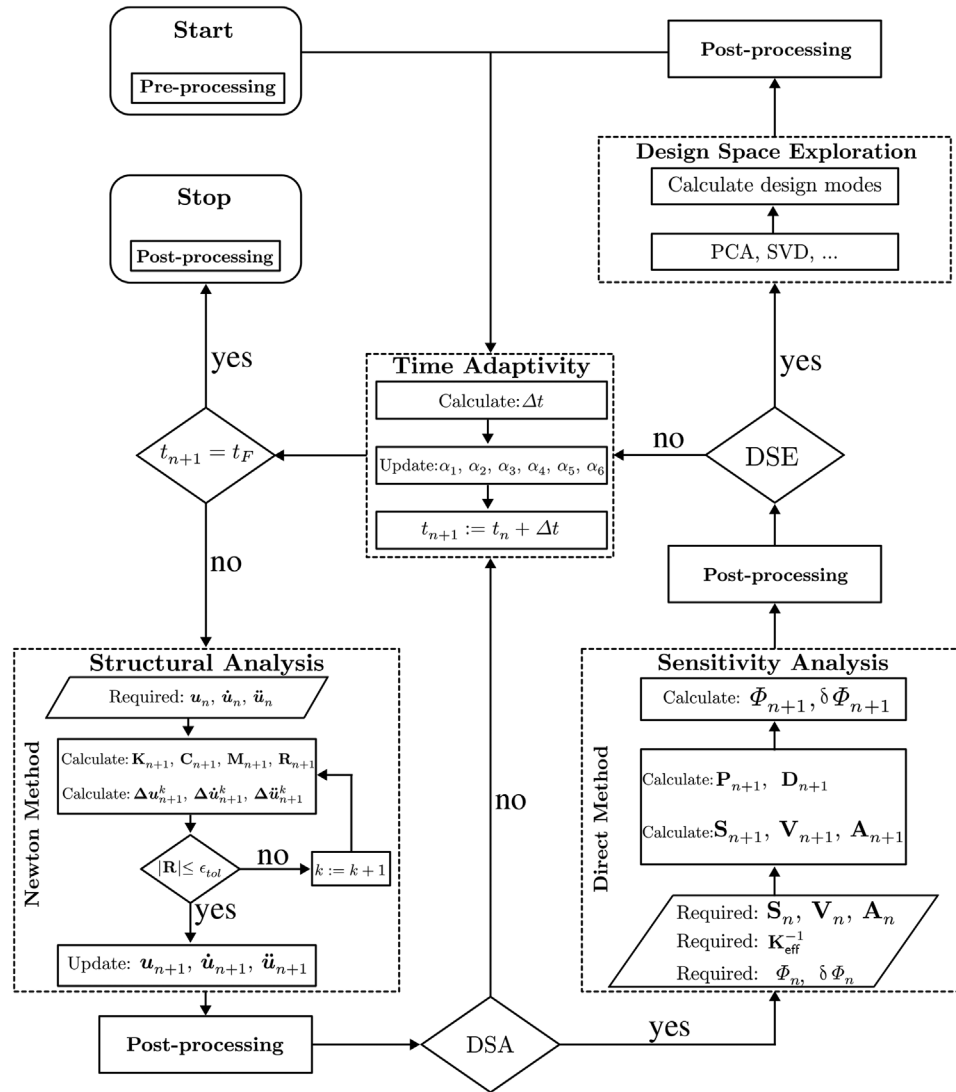 Start
Pre-processing
Post-processing
Design Space Exploration
Calculate design modes
PCA, SVD, ...
Stop
Post-processing
yes
yes
Time Adaptivity
Calculate: Δt
Update: α₁, α₂, α₃, α₄, α₅, α₆
tₙ₊₁ := tₙ + Δt
tₙ₊₁ = t_F
no
DSE
no
Post-processing
Structural Analysis
Newton Method
Required: uₙ, u̇ₙ, üₙ
Calculate: Kₙ₊₁, Cₙ₊₁, Mₙ₊₁, Rₙ₊₁
Calculate: Δuᵏₙ₊₁, Δu̇ᵏₙ₊₁, Δüᵏₙ₊₁
|R| ≤ ϵ_tol
no
k := k + 1
yes
Update: uₙ₊₁, u̇ₙ₊₁, üₙ₊₁
Post-processing
DSA
no
yes
Sensitivity Analysis
Direct Method
Calculate: Φₙ₊₁, δΦₙ₊₁
Calculate: Pₙ₊₁, Dₙ₊₁
Calculate: Sₙ₊₁, Vₙ₊₁, Aₙ₊₁
Required: Sₙ, Vₙ, Aₙ
Required: K_eff⁻¹
Required: Φₙ, δΦₙ